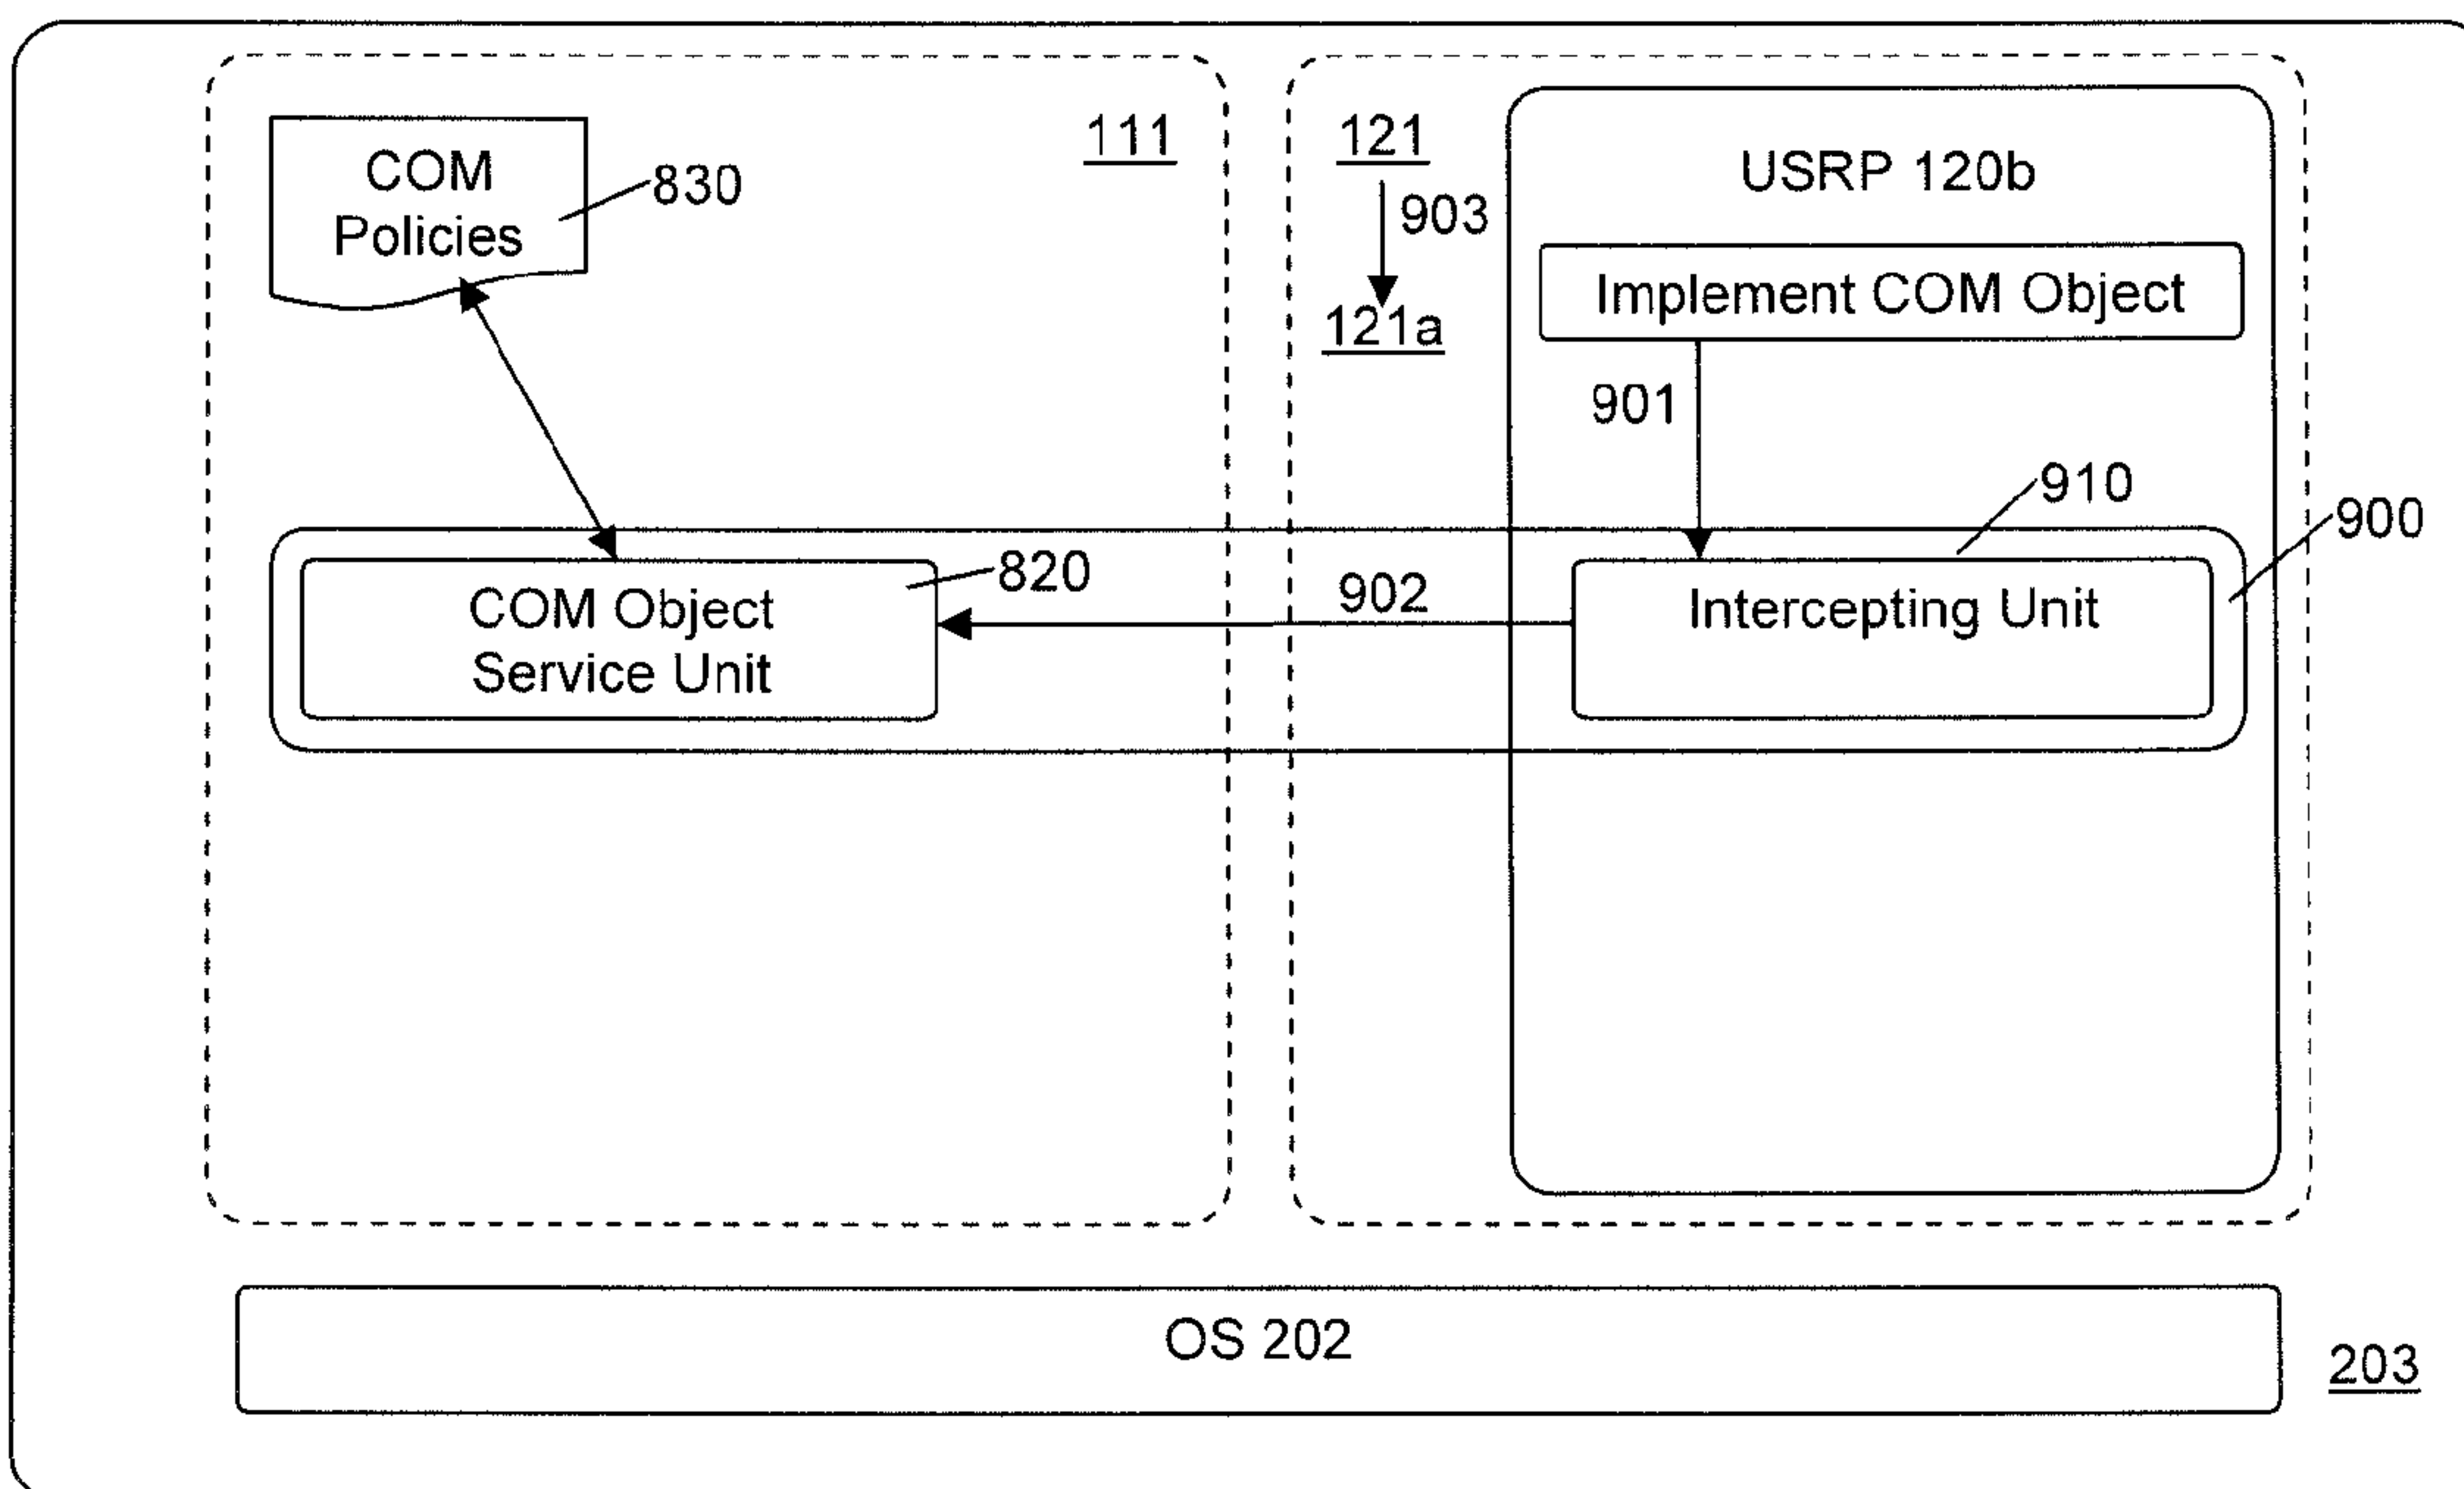 COM
Policies
830
111
121
903
121a
USRP 120b
Implement COM Object
901
910
900
COM Object
Service Unit
820
902
Intercepting Unit
OS 202
203